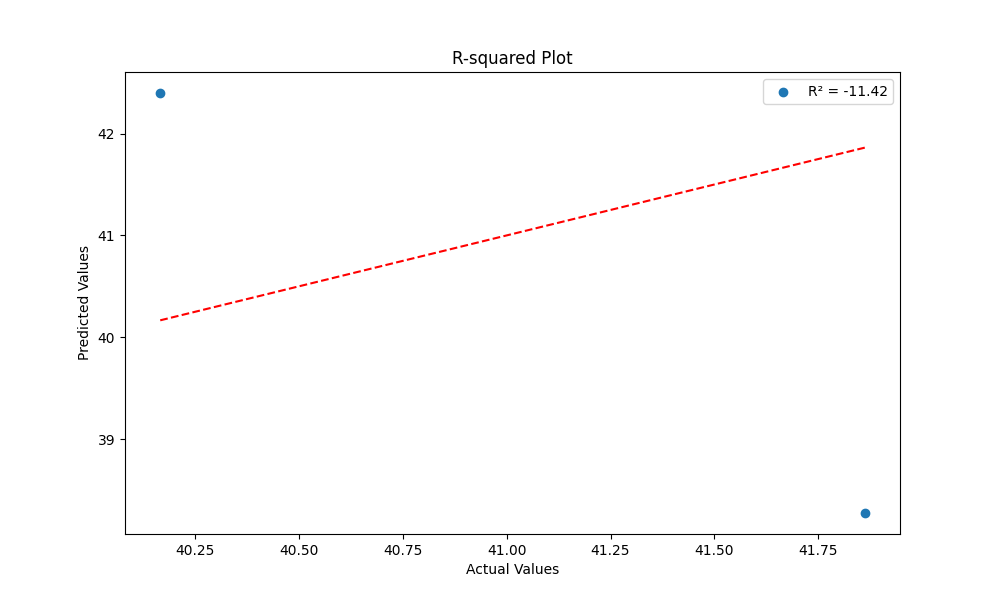 R-squared Plot
R² = -11.42
Predicted Values
42
41
40
39
40.25 40.50 40.75 41.00 41.25 41.50 41.75
Actual Values